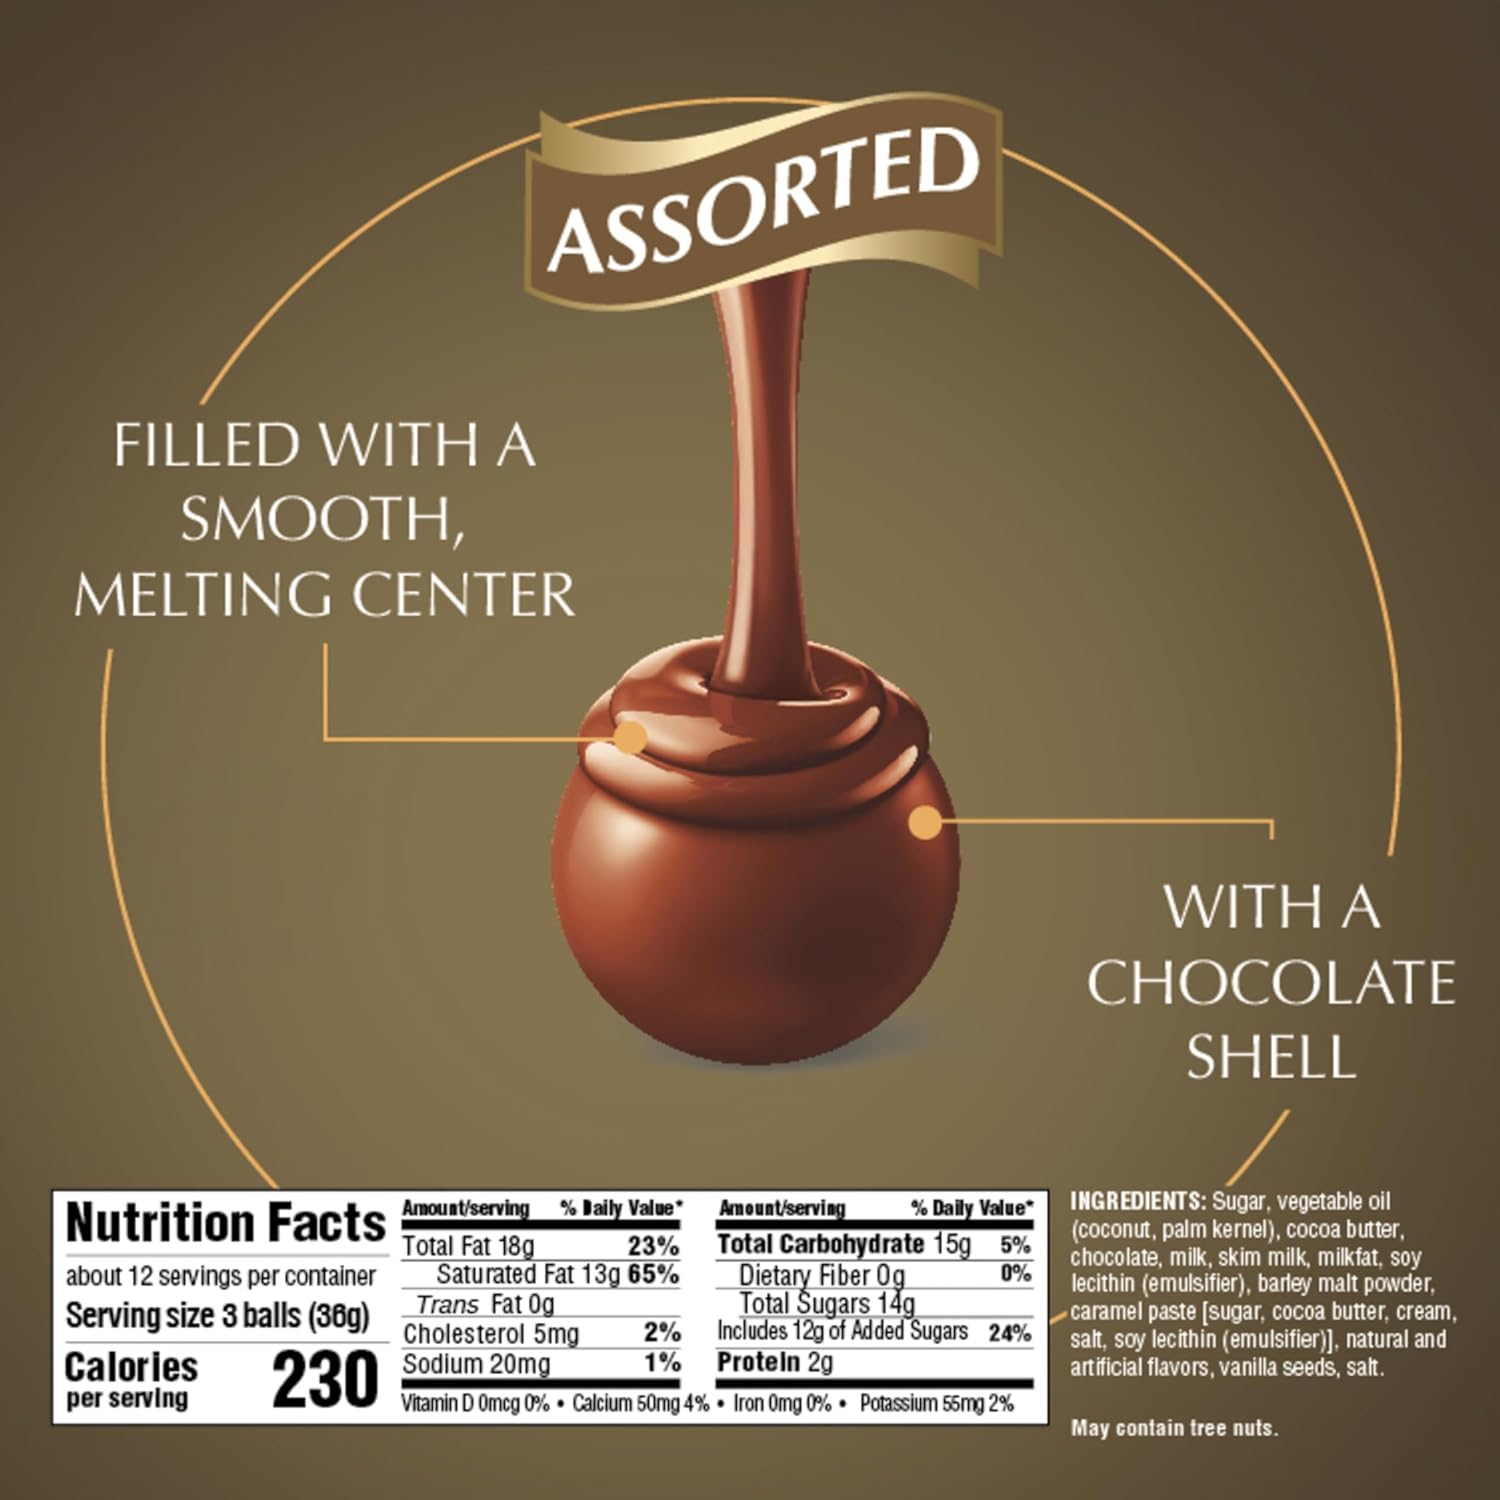 ASSORTED
FILLED WITH A
SMOOTH,
MELTING CENTER
WITH A
CHOCOLATE
SHELL
Nutrition Facts
about 12 servings per container
Serving size 3 balls (36g)
Calories
per serving
230
Amount/serving % Daily Value*
Total Fat 18g 23%
Saturated Fat 13g 65%
Trans Fat 0g
Cholesterol 5mg 2%
Sodium 20mg 1%
Amount/serving % Daily Value*
Total Carbohydrate 15g 5%
Dietary Fiber 0g 0%
Total Sugars 14g
Includes 12g of Added Sugars 24%
Protein 2g
Vitamin D 0mcg 0% • Calcium 50mg 4% • Iron 0mg 0% • Potassium 55mg 2%
INGREDIENTS: Sugar, vegetable oil
(coconut, palm kernel), cocoa butter,
chocolate, milk, skim milk, milkfat, soy
lecithin (emulsifier), barley malt powder,
caramel paste [sugar, cocoa butter, cream,
salt, soy lecithin (emulsifier)], natural and
artificial flavors, vanilla seeds, salt.
May contain tree nuts.